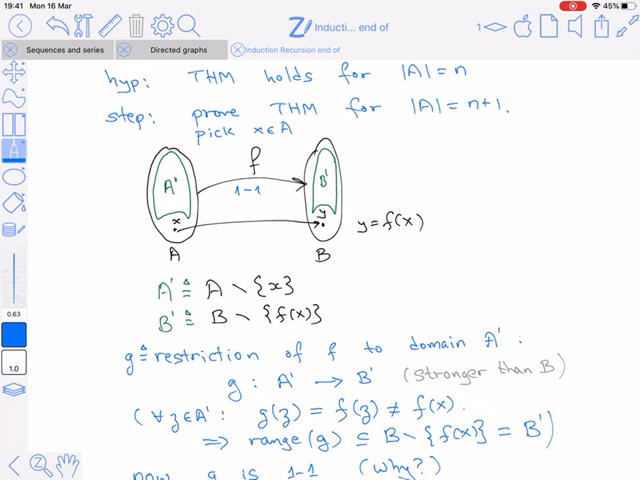 19:41 Mon 16 Mar 45%
Inducti... end of
1
Sequences and series
Directed graphs
Induction Recursion end of
hyp: THM holds for |A|=n
step: prove THM for |A|=n+1.
pick x∈A
f
A' 1-1 B'
x y
y=f(x)
A B
A' ≜ A \ {x}
B' ≜ B \ {f(x)}
g≜restriction of f to domain A':
g: A' → B' (stronger than B)
(∀z∈A': g(z) = f(z) ≠ f(x).
⇒ range(g) ⊆ B \ {f(x)} = B')
now g is 1-1 (Why?)
0.63
1.0